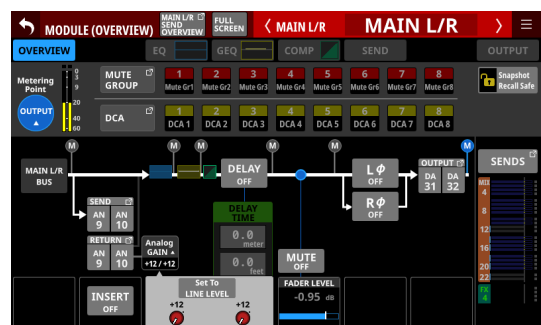 MODULE (OVERVIEW)
MAIN L/R
SEND
OVERVIEW
FULL
SCREEN
MAIN L/R
MAIN L/R
OVERVIEW
EQ
GEQ
COMP
SEND
OUTPUT
Metering
Point
0
3
9
20
40
60
OUTPUT
MUTE
GROUP
1
Mute Gr1
2
Mute Gr2
3
Mute Gr3
4
Mute Gr4
5
Mute Gr5
6
Mute Gr6
7
Mute Gr7
8
Mute Gr8
Snapshot
Recall Safe
DCA
1
DCA 1
2
DCA 2
3
DCA 3
4
DCA 4
5
DCA 5
6
DCA 6
7
DCA 7
8
DCA 8
M
M
M
M
M
MAIN L/R
BUS
DELAY
OFF
L Φ
OFF
R Φ
OFF
OUTPUT
DA
31
DA
32
SENDS
MIX
4
8
12
16
20
22
FX
4
SEND
AN
9
AN
10
RETURN
AN
9
AN
10
Analog
GAIN
+12 / +12
DELAY
TIME
0.0
meter
0.0
feet
MUTE
OFF
INSERT
OFF
Set To
LINE LEVEL
+12
+12
FADER LEVEL
-0.95 dB